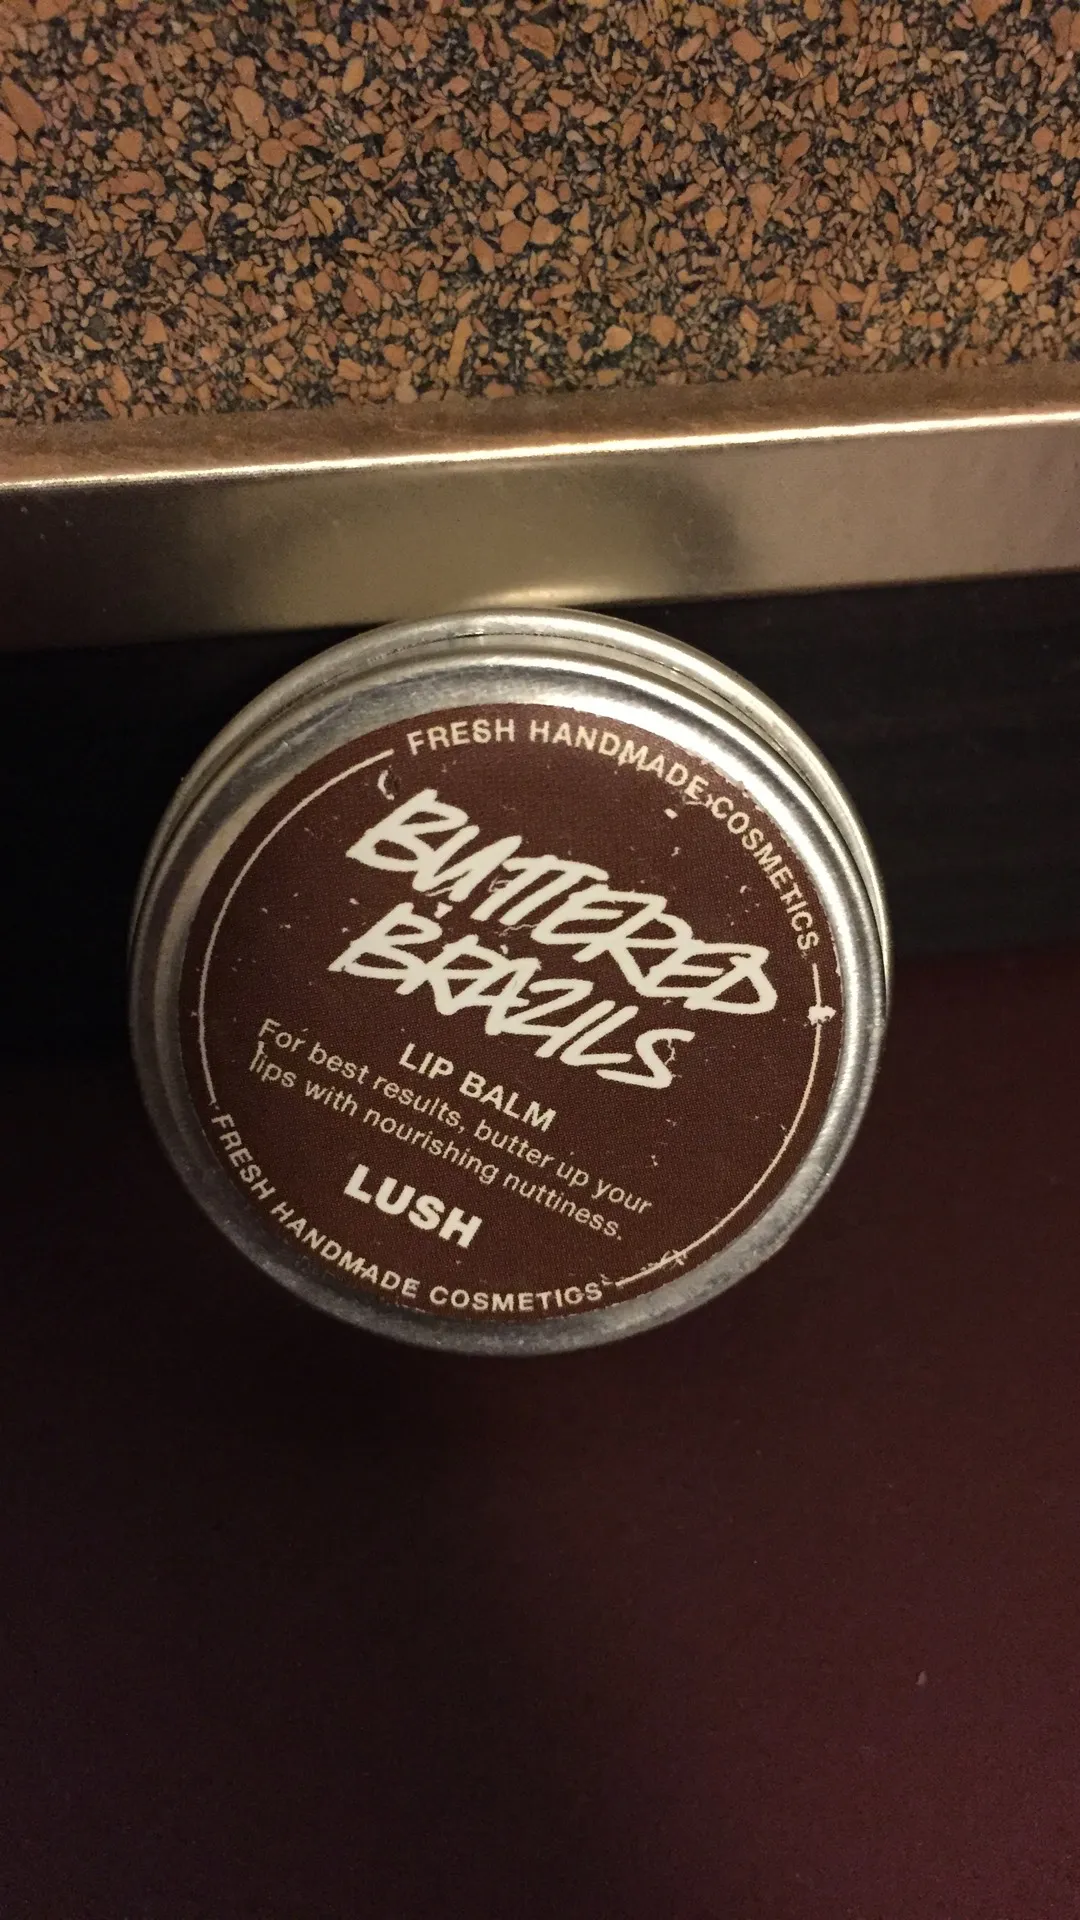 FRESH HANDMADE COSMETICS
BUTTERED
BRAZILS
LIP BALM
For best results, butter up your
lips with nourishing nuttiness.
LUSH
FRESH HANDMADE COSMETICS